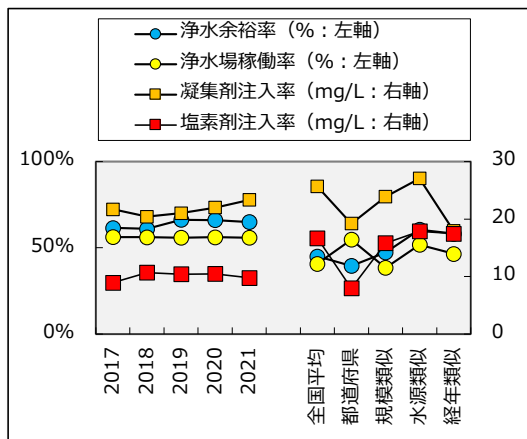 浄水余裕率（%：左軸）
浄水場稼働率（%：左軸）
凝集剤注入率（mg/L：右軸）
塩素剤注入率（mg/L：右軸）
100%
50%
0%
30
20
10
0
2017
2018
2019
2020
2021
全国平均
都道府県
規模類似
水源類似
経年類似